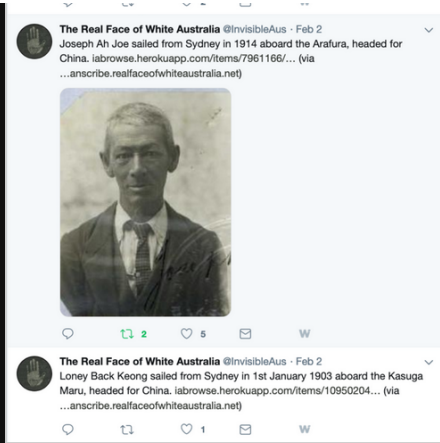 The Real Face of White Australia @InvisibleAus · Feb 2
Joseph Ah Joe sailed from Sydney in 1914 aboard the Arafura, headed for
China. iabrowse.herokuapp.com/items/7961166/... (via
...anscribe.realfaceofwhiteaustralia.net)
2
5
W
The Real Face of White Australia @InvisibleAus · Feb 2
Loney Back Keong sailed from Sydney in 1st January 1903 aboard the Kasuga
Maru, headed for China. iabrowse.herokuapp.com/items/10950204... (via
...anscribe.realfaceofwhiteaustralia.net)
1
W